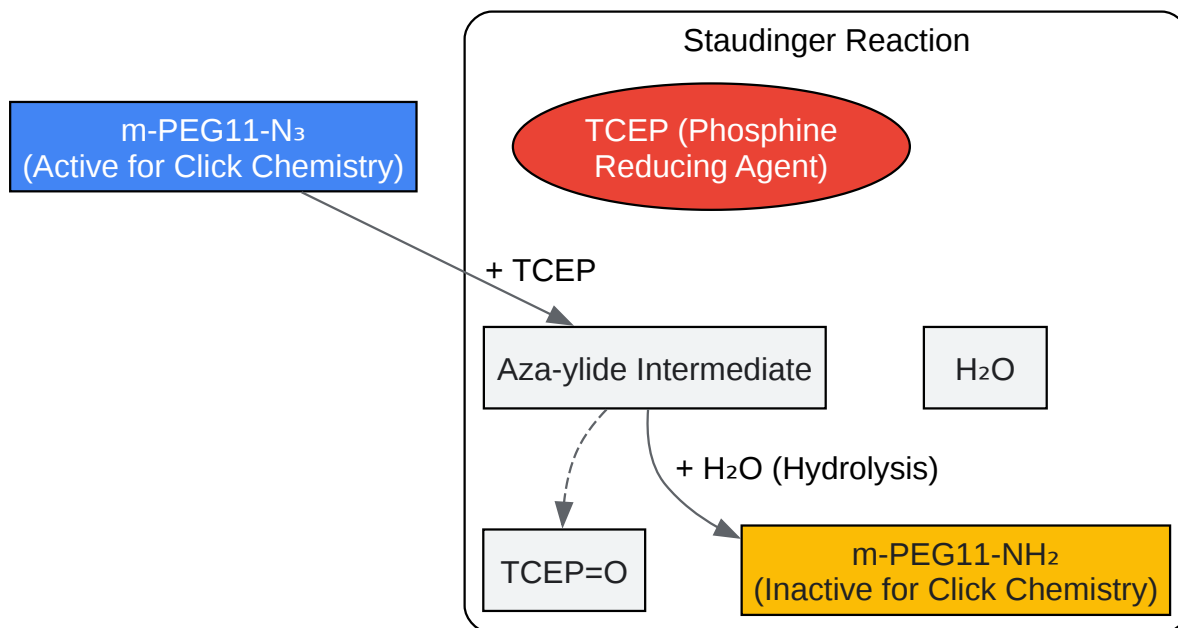 Staudinger Reaction
m-PEG11-N₃
(Active for Click Chemistry)
TCEP (Phosphine
Reducing Agent)
+ TCEP
Aza-ylide Intermediate
H₂O
+ H₂O (Hydrolysis)
TCEP=O
m-PEG11-NH₂
(Inactive for Click Chemistry)